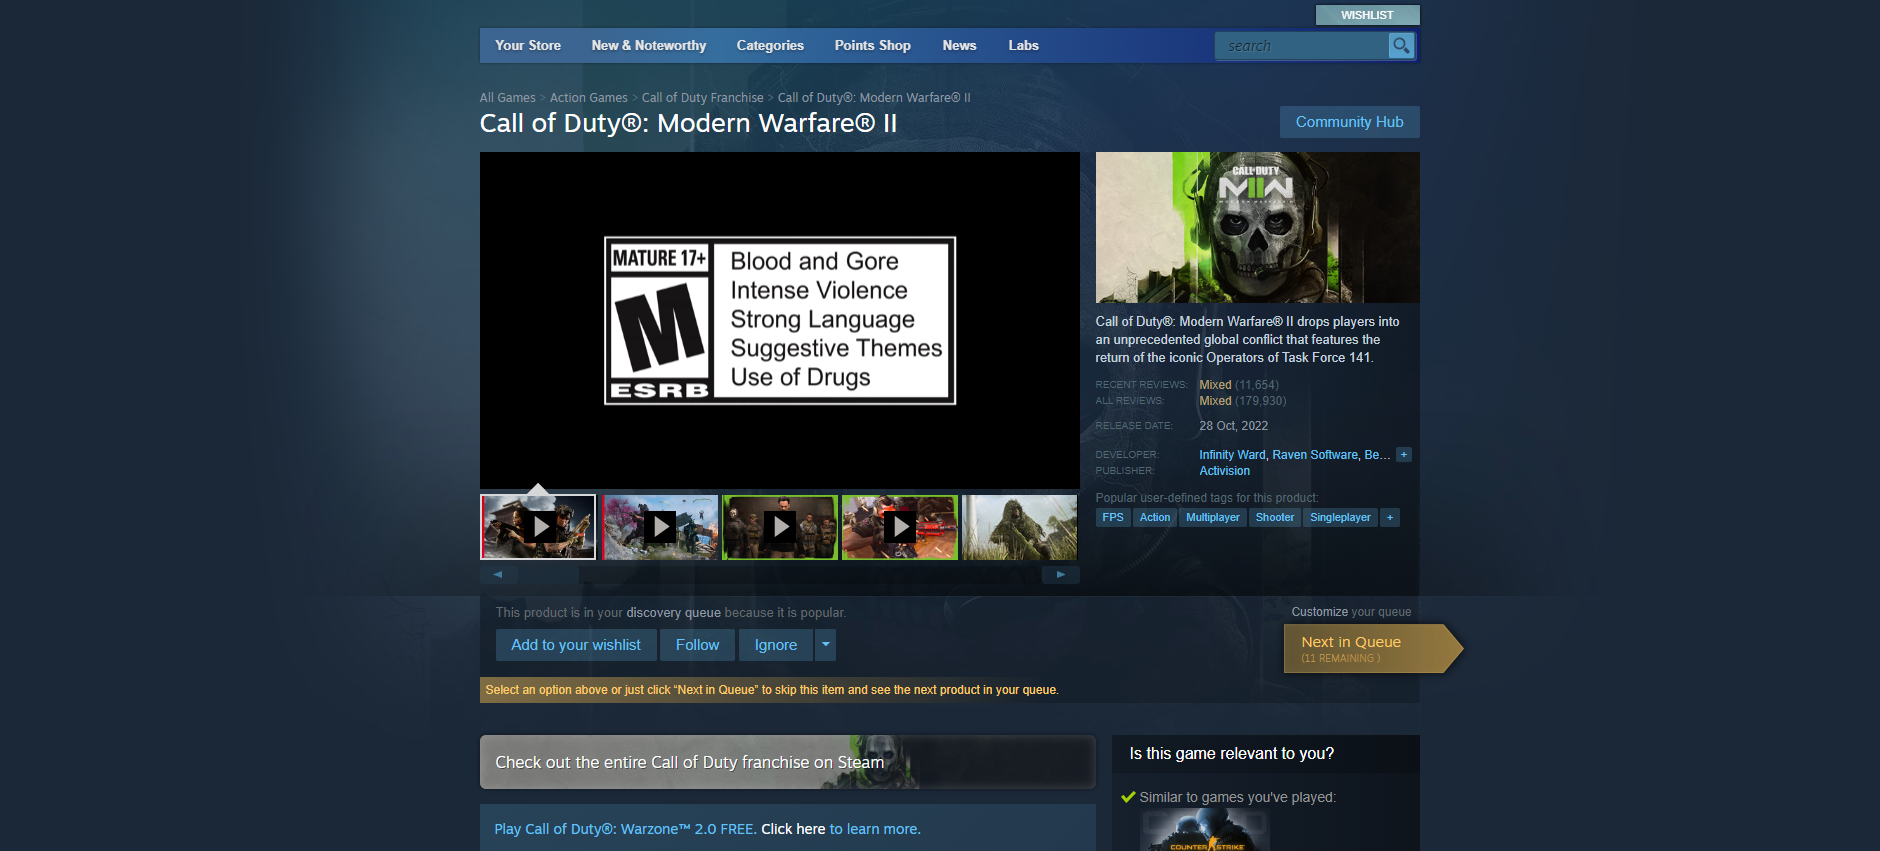 WISHLIST
Your Store New & Noteworthy Categories Points Shop News Labs search
All Games > Action Games > Call of Duty Franchise > Call of Duty®: Modern Warfare® II
Call of Duty®: Modern Warfare® II
Community Hub
MATURE 17+
M
ESRB
Blood and Gore
Intense Violence
Strong Language
Suggestive Themes
Use of Drugs
CALL OF DUTY
MWII
MODERN WARFARE II
Call of Duty®: Modern Warfare® II drops players into
an unprecedented global conflict that features the
return of the iconic Operators of Task Force 141.
RECENT REVIEWS: Mixed (11,654)
ALL REVIEWS: Mixed (179,930)
RELEASE DATE: 28 Oct, 2022
DEVELOPER: Infinity Ward, Raven Software, Be... +
PUBLISHER: Activision
Popular user-defined tags for this product:
FPS Action Multiplayer Shooter Singleplayer +
This product is in your discovery queue because it is popular.
Add to your wishlist Follow Ignore
Customize your queue
Next in Queue
(11 REMAINING )
Select an option above or just click “Next in Queue” to skip this item and see the next product in your queue.
Check out the entire Call of Duty franchise on Steam
Play Call of Duty®: Warzone™ 2.0 FREE. Click here to learn more.
Is this game relevant to you?
Similar to games you've played:
COUNTER STRIKE